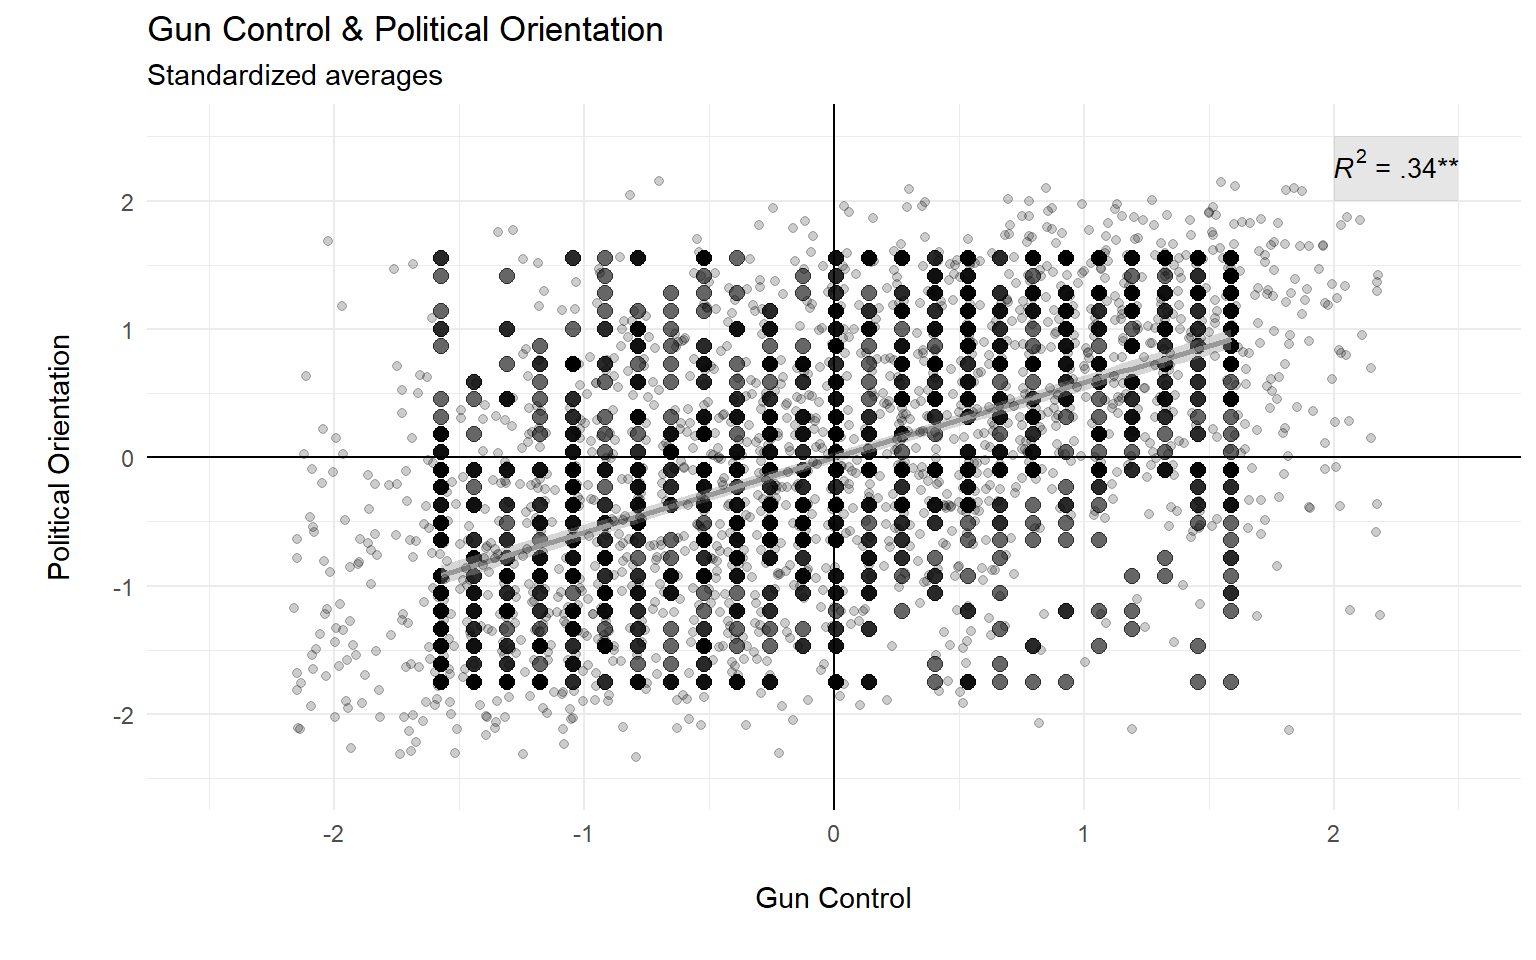 Gun Control & Political Orientation
Standardized averages
R² = .34**
2
1
0
-1
-2
Political Orientation
-2
-1
0
1
2
Gun Control